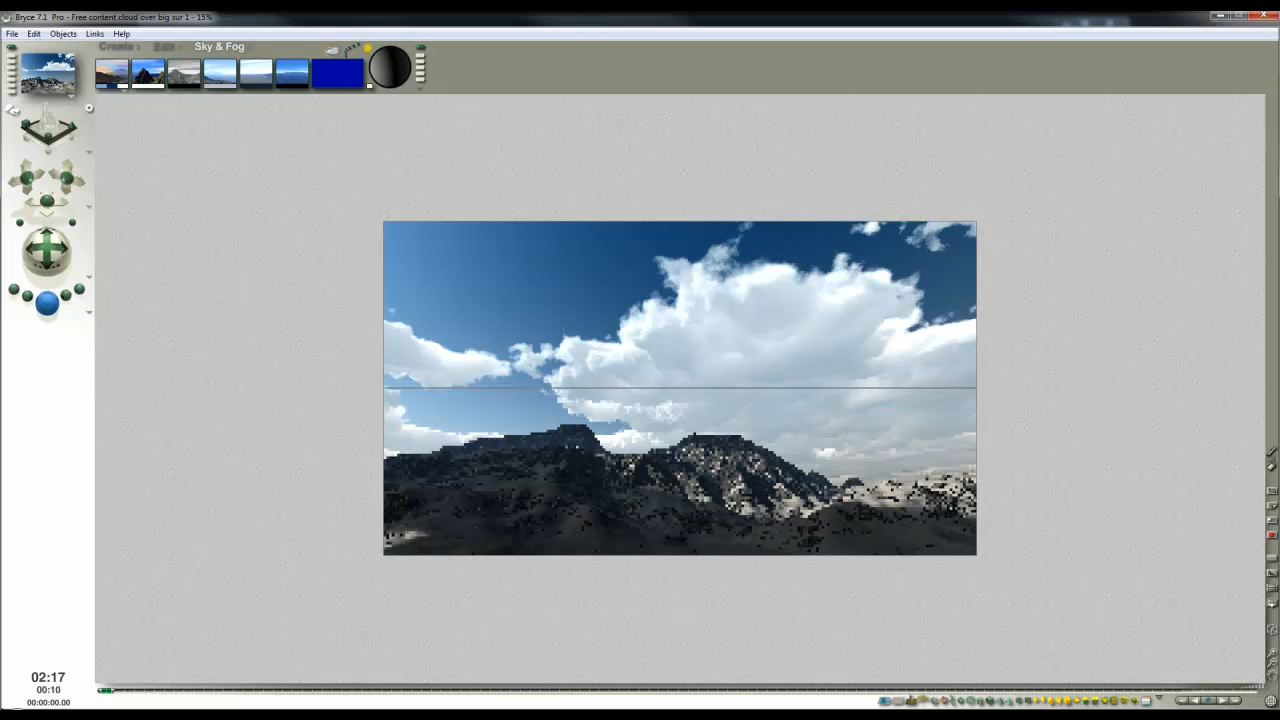 Bryce 7.1 Pro - Free content cloud over big sur 1 - 15%
File Edit Objects Links Help
Create Edit Sky & Fog
02:17
00:10
00:00:00.00